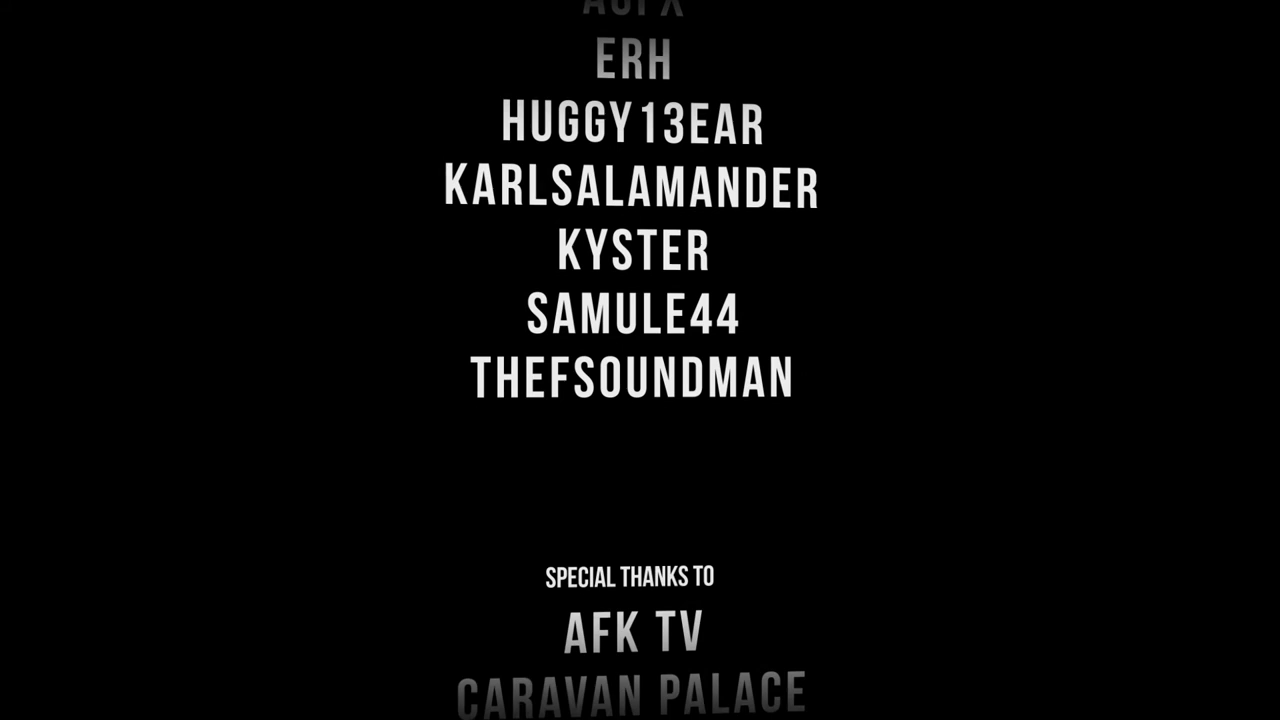 ERH
HUGGY13EAR
KARLSALAMANDER
KYSTER
SAMULE44
THEFSOUNDMAN
SPECIAL THANKS TO
AFK TV
CARAVAN PALACE